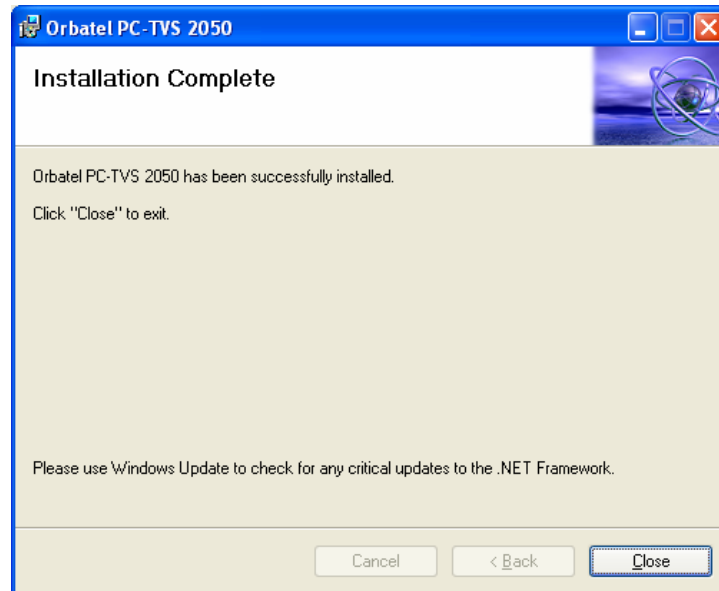 Orbatel PC-TVS 2050
Installation Complete
Orbatel PC-TVS 2050 has been successfully installed.
Click "Close" to exit.
Please use Windows Update to check for any critical updates to the .NET Framework.
Cancel
< Back
Close